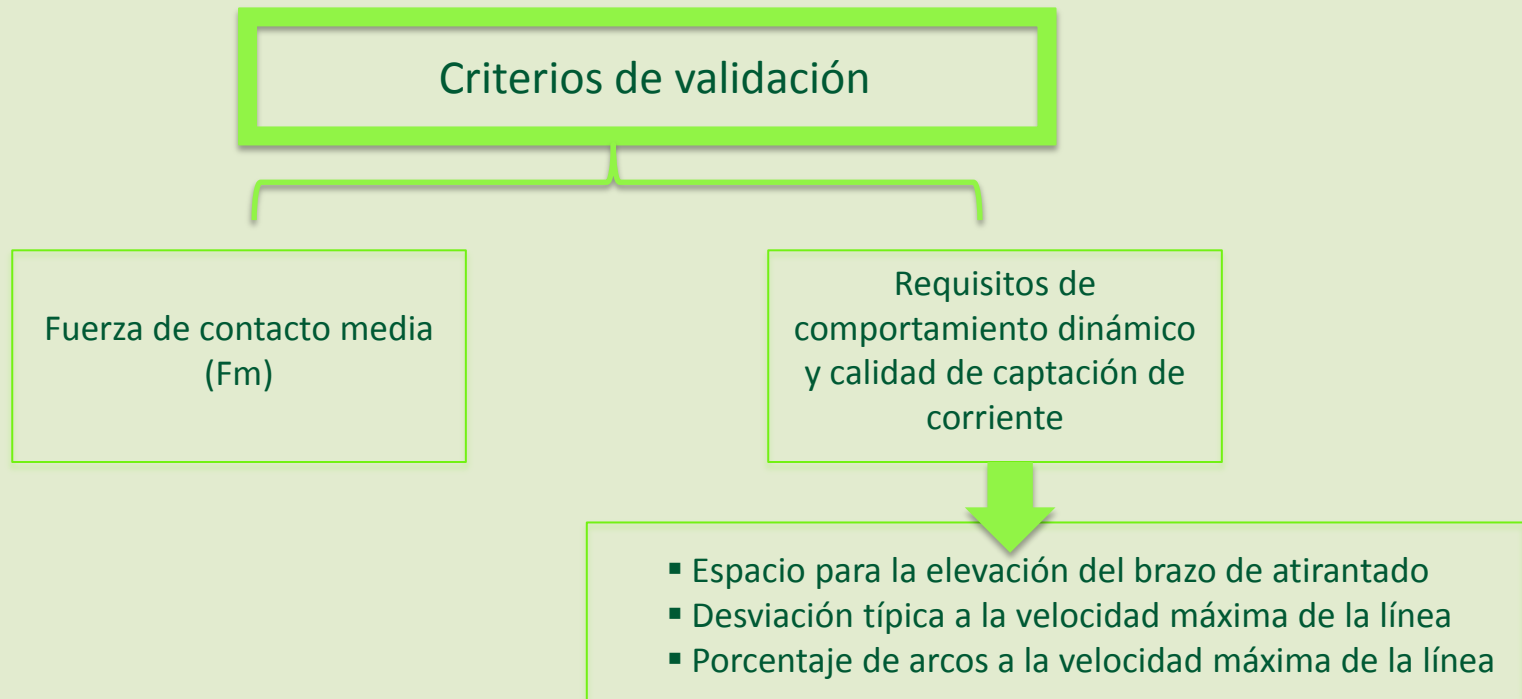 Criterios de validación
Fuerza de contacto media
(Fm)
Requisitos de
comportamiento dinámico
y calidad de captación de
corriente
▪ Espacio para la elevación del brazo de atirantado
▪ Desviación típica a la velocidad máxima de la línea
▪ Porcentaje de arcos a la velocidad máxima de la línea